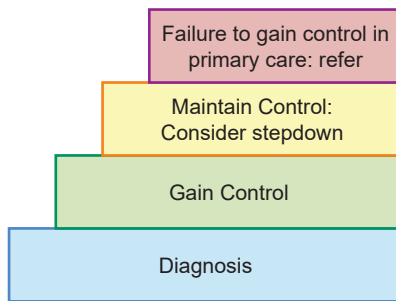 Failure to gain control in
primary care: refer
Maintain Control:
Consider stepdown
Gain Control
Diagnosis